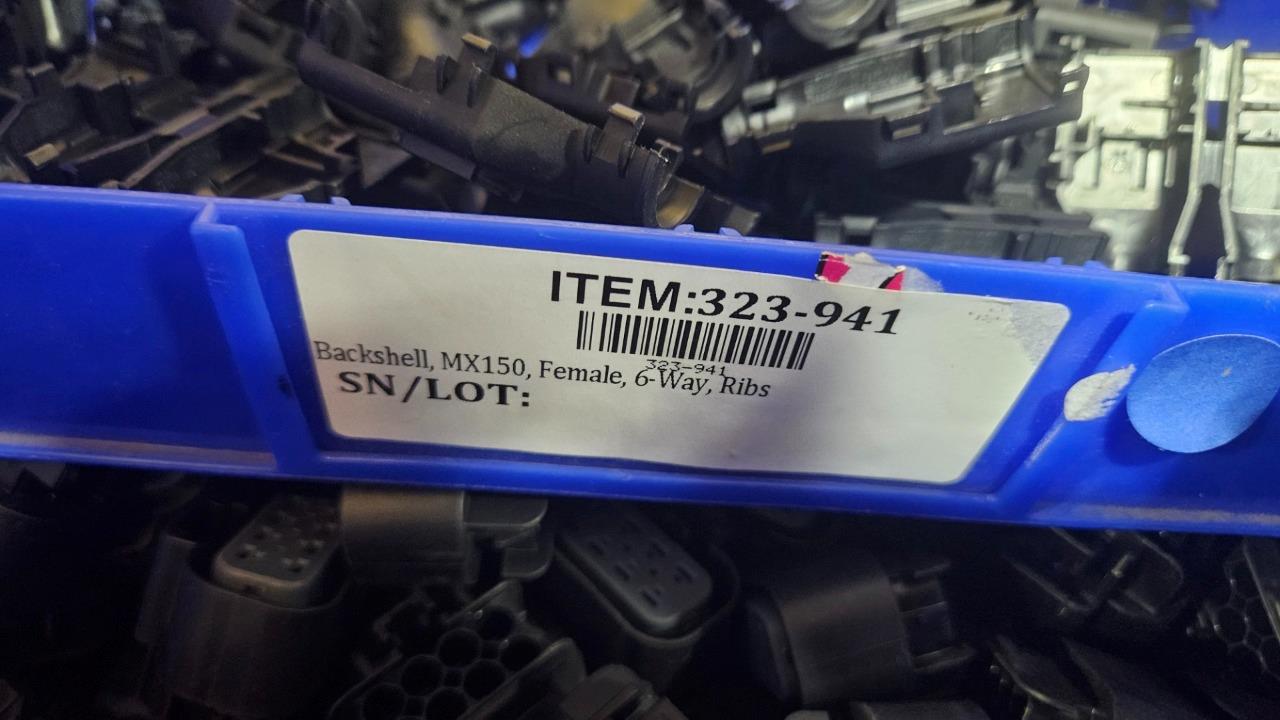 ITEM:323-941
323-941
Backshell, MX150, Female, 6-Way, Ribs
SN/LOT: